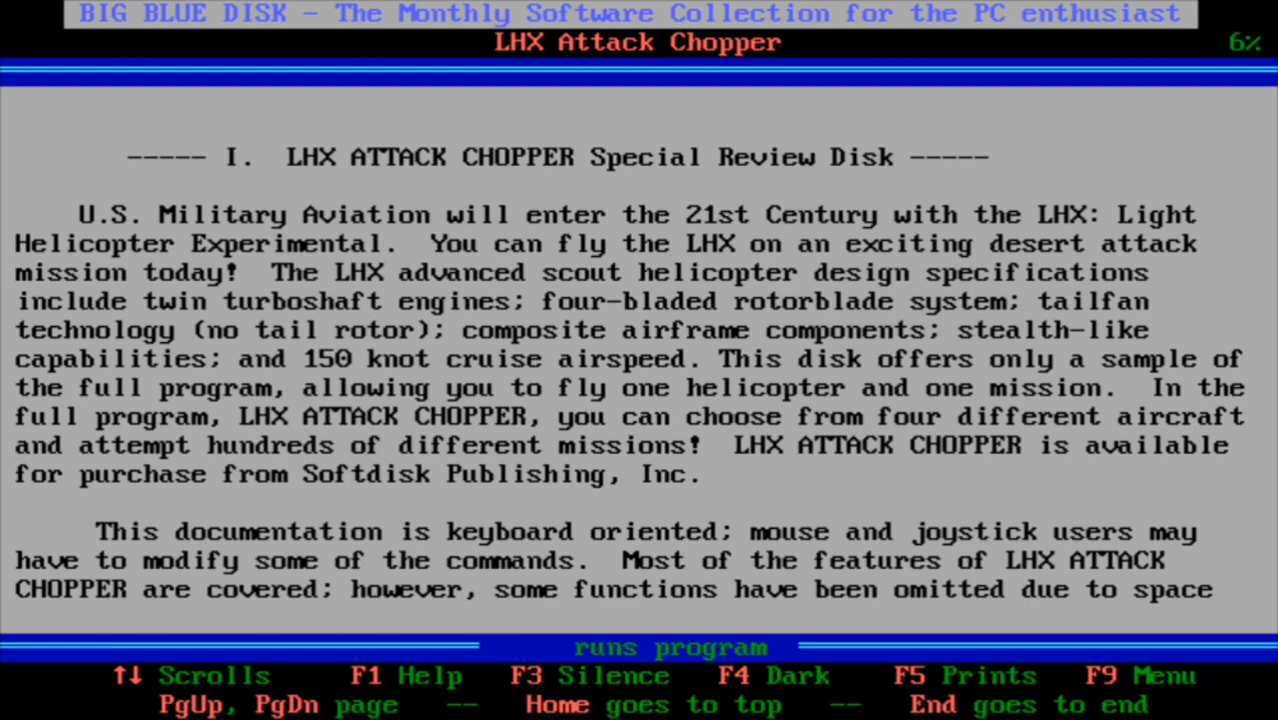 BIG BLUE DISK - The Monthly Software Collection for the PC enthusiast
LHX Attack Chopper 6%
----- I. LHX ATTACK CHOPPER Special Review Disk -----
U.S. Military Aviation will enter the 21st Century with the LHX: Light
Helicopter Experimental. You can fly the LHX on an exciting desert attack
mission today! The LHX advanced scout helicopter design specifications
include twin turboshaft engines; four-bladed rotorblade system; tailfan
technology (no tail rotor); composite airframe components; stealth-like
capabilities; and 150 knot cruise airspeed. This disk offers only a sample of
the full program, allowing you to fly one helicopter and one mission. In the
full program, LHX ATTACK CHOPPER, you can choose from four different aircraft
and attempt hundreds of different missions! LHX ATTACK CHOPPER is available
for purchase from Softdisk Publishing, Inc.
This documentation is keyboard oriented; mouse and joystick users may
have to modify some of the commands. Most of the features of LHX ATTACK
CHOPPER are covered; however, some functions have been omitted due to space
runs program
↑↓ Scrolls F1 Help F3 Silence F4 Dark F5 Prints F9 Menu
PgUp, PgDn page -- Home goes to top -- End goes to end